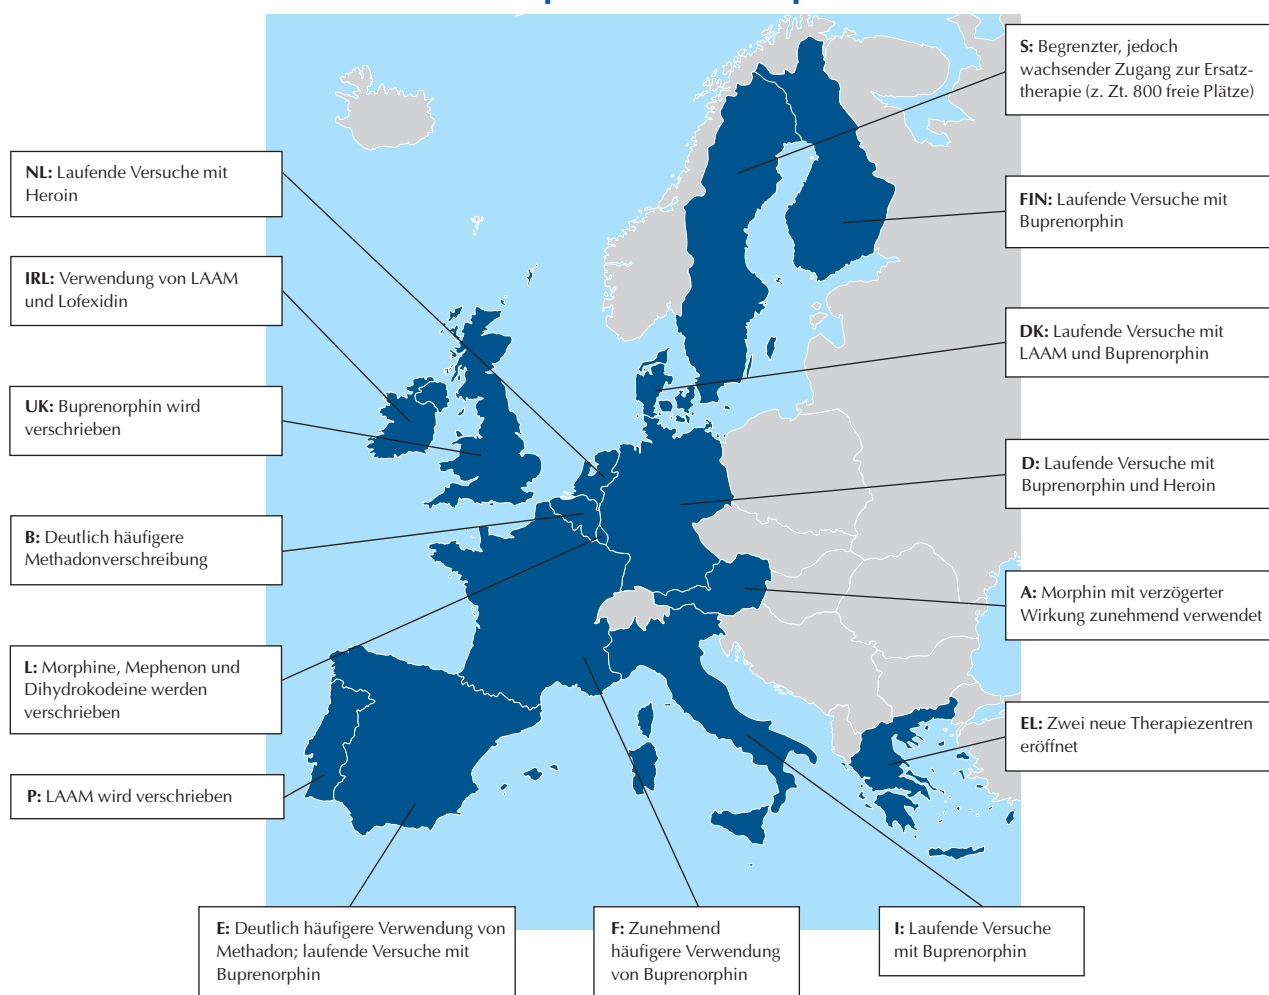 S: Begrenzter, jedoch
wachsender Zugang zur Ersatz-
therapie (z. Zt. 800 freie Plätze)
NL: Laufende Versuche mit
Heroin
FIN: Laufende Versuche mit
Buprenorphin
IRL: Verwendung von LAAM
und Lofexidin
DK: Laufende Versuche mit
LAAM und Buprenorphin
UK: Buprenorphin wird
verschrieben
D: Laufende Versuche mit
Buprenorphin und Heroin
B: Deutlich häufigere
Methadonverschreibung
A: Morphin mit verzögerter
Wirkung zunehmend verwendet
L: Morphine, Mephenon und
Dihydrokodeine werden
verschrieben
EL: Zwei neue Therapiezentren
eröffnet
P: LAAM wird verschrieben
E: Deutlich häufigere Verwendung von
Methadon; laufende Versuche mit
Buprenorphin
F: Zunehmend
häufigere Verwendung
von Buprenorphin
I: Laufende Versuche
mit Buprenorphin